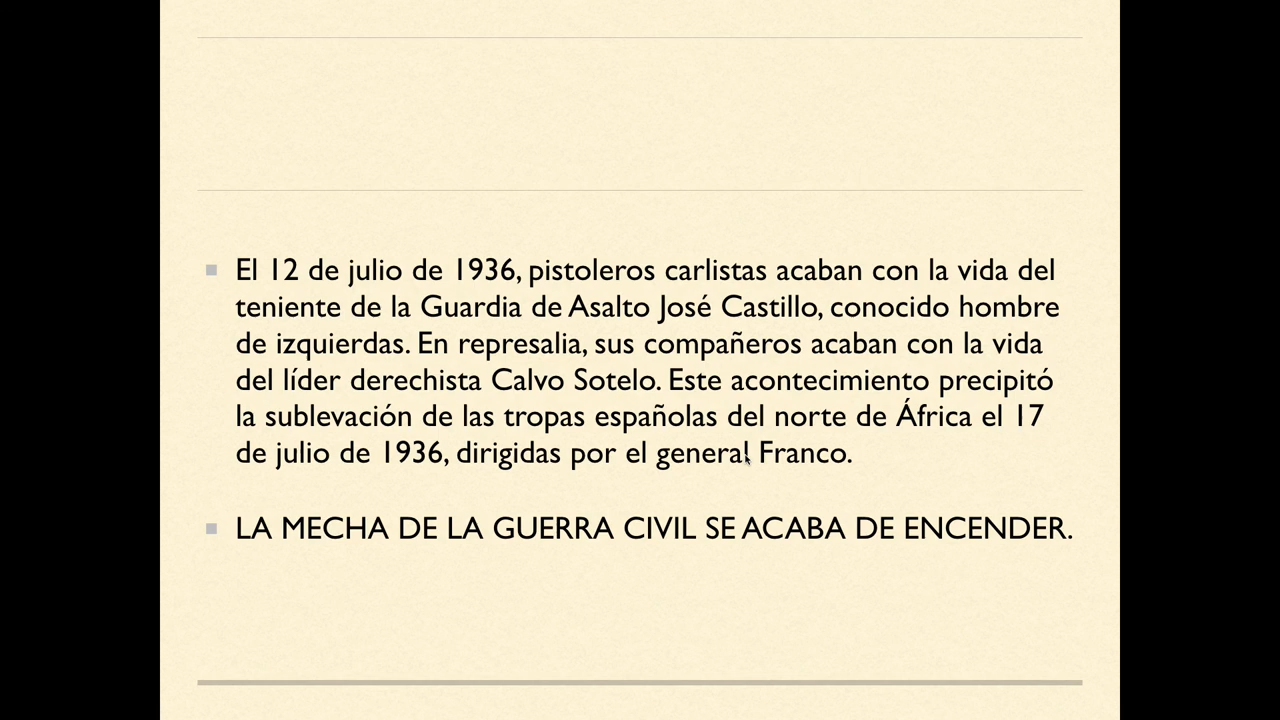 El 12 de julio de 1936, pistoleros carlistas acaban con la vida del
teniente de la Guardia de Asalto José Castillo, conocido hombre
de izquierdas. En represalia, sus compañeros acaban con la vida
del líder derechista Calvo Sotelo. Este acontecimiento precipitó
la sublevación de las tropas españolas del norte de África el 17
de julio de 1936, dirigidas por el general Franco.
LA MECHA DE LA GUERRA CIVIL SE ACABA DE ENCENDER.